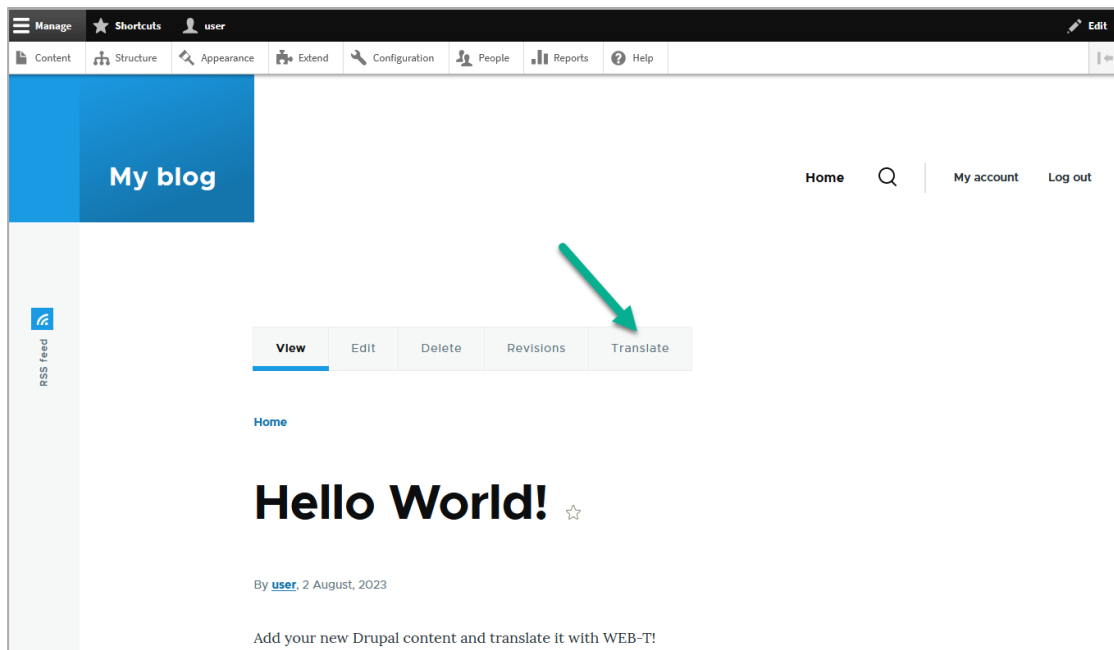 Manage Shortcuts user Edit
Content Structure Appearance Extend Configuration People Reports Help
My blog
Home My account Log out
RSS feed
View Edit Delete Revisions Translate
Home
Hello World!
By user, 2 August, 2023
Add your new Drupal content and translate it with WEB-T!